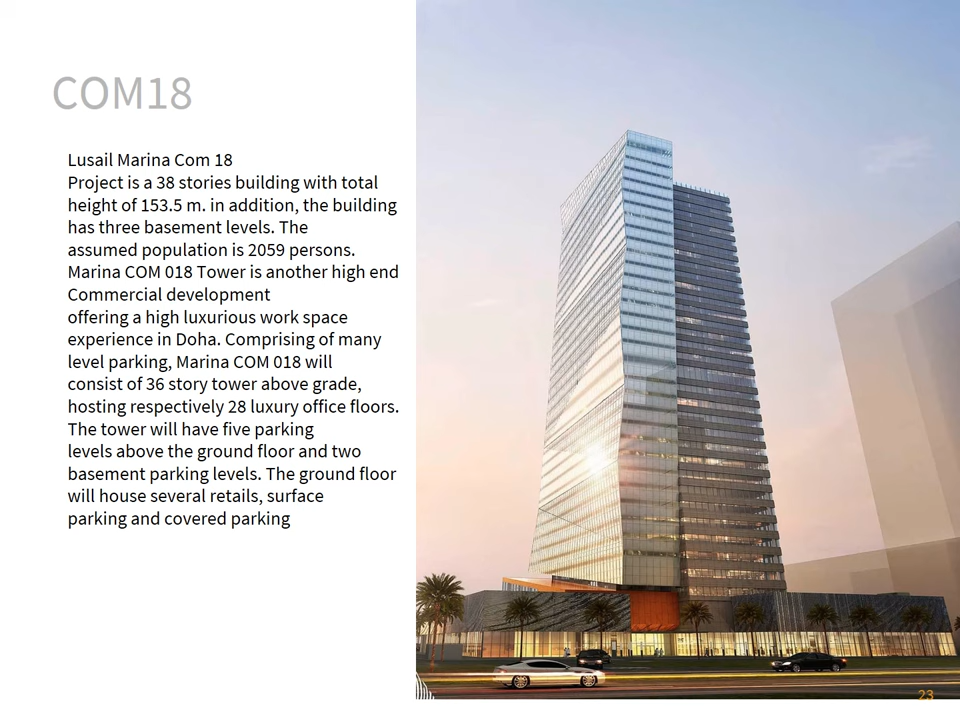 COM18
Lusail Marina Com 18
Project is a 38 stories building with total
height of 153.5 m. in addition, the building
has three basement levels. The
assumed population is 2059 persons.
Marina COM 018 Tower is another high end
Commercial development
offering a high luxurious work space
experience in Doha. Comprising of many
level parking, Marina COM 018 will
consist of 36 story tower above grade,
hosting respectively 28 luxury office floors.
The tower will have five parking
levels above the ground floor and two
basement parking levels. The ground floor
will house several retails, surface
parking and covered parking
23